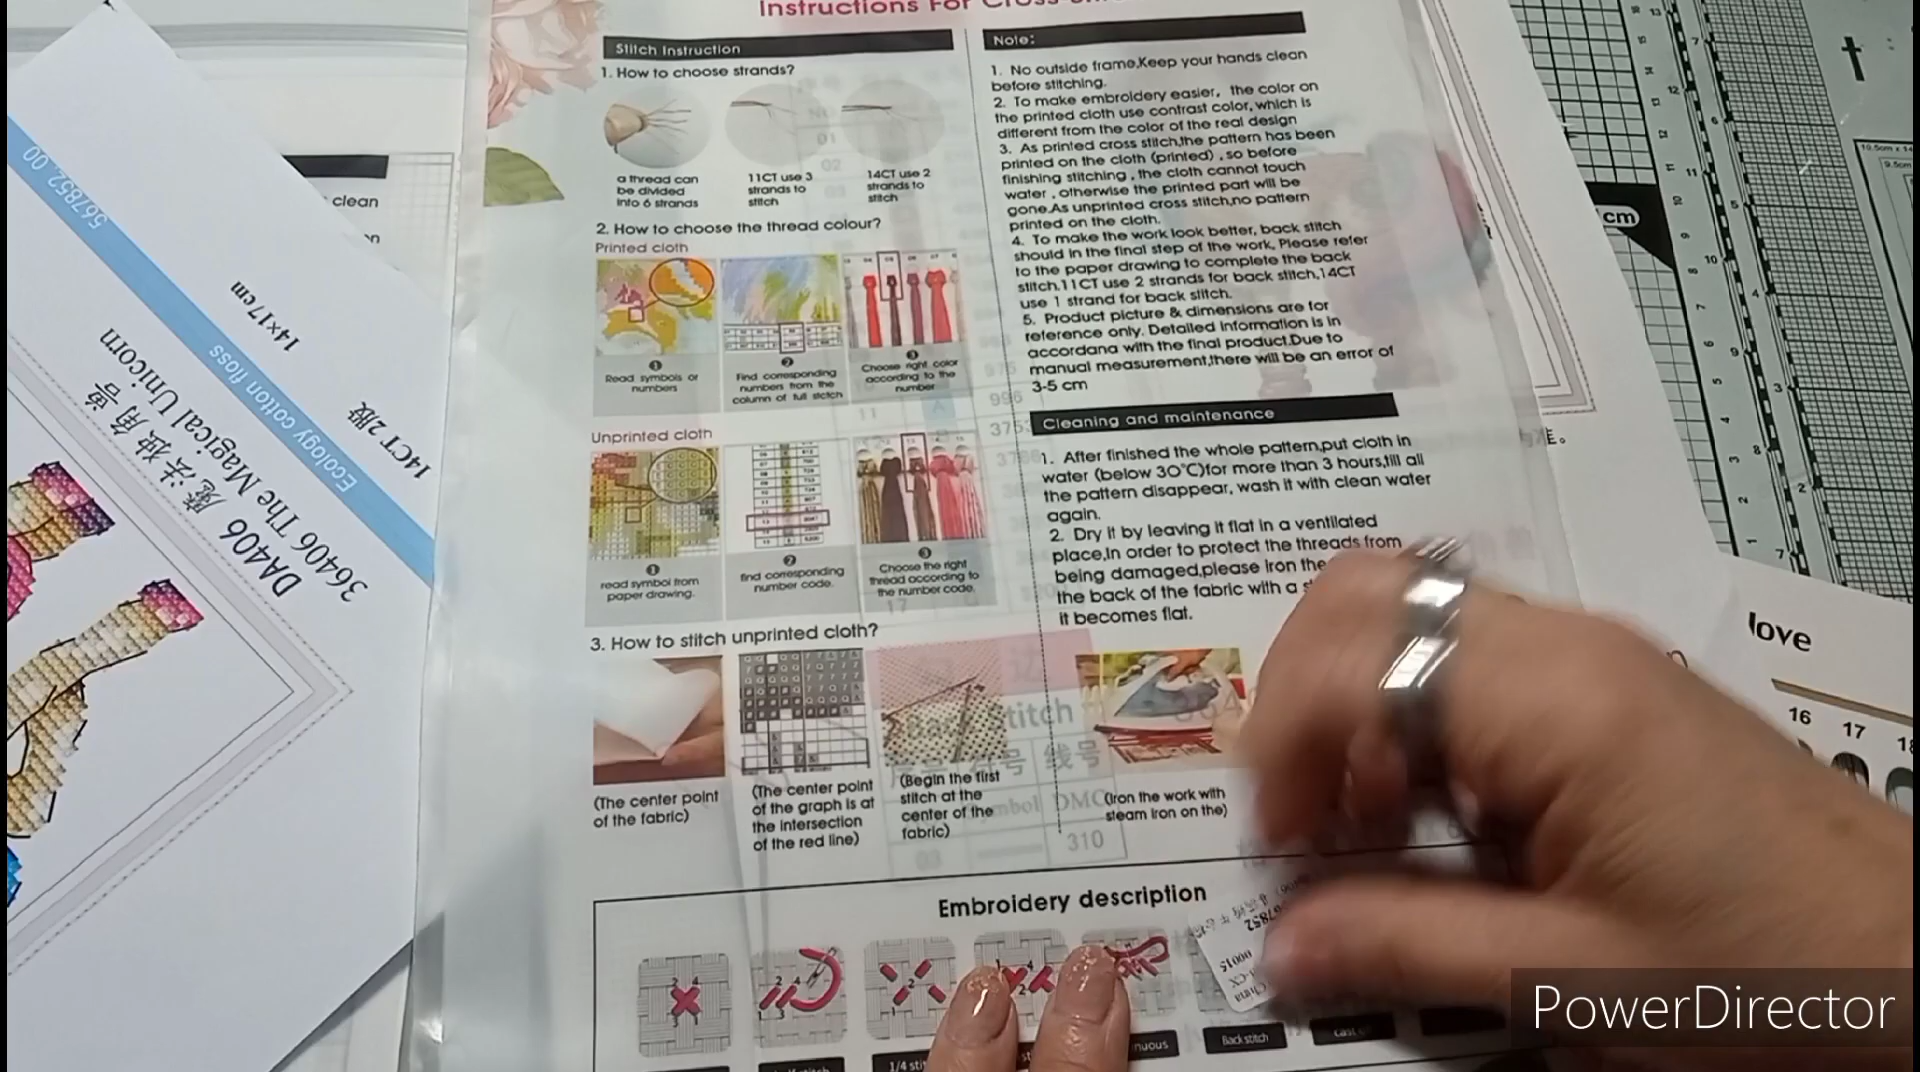 Instructions For
Stitch Instruction
1. How to choose strands?
a thread can
be divided
into 6 strands
11CT use 3
strands to
stitch
14CT use 2
strands to
stitch
2. How to choose the thread colour?
Printed cloth
1
Read symbols or
numbers
2
Find corresponding
numbers from the
column of full stctch
3
Choose right color
according to the
number
Unprinted cloth
1
read symbol from
paper drawing.
2
find corresponding
number code.
3
Choose the right
thread according to
the number code.
3. How to stitch unprinted cloth?
(The center point
of the fabric)
(The center point
of the graph is at
the intersection
of the red line)
(Begin the first
stitch at the
center of the
fabric)
Note:
1. No outside frame,Keep your hands clean
before stitching.
2. To make embroidery easier, the color on
the printed cloth use contrast color, which is
different from the color of the real design
3. As printed cross stitch,the pattern has been
printed on the cloth (printed) , so before
finishing stitching , the cloth cannot touch
water , otherwise the printed part will be
gone.As unprinted cross stitch,no pattern
printed on the cloth.
4. To make the work look better, back stitch
should in the final step of the work, Please refer
to the paper drawing to complete the back
stitch.11CT use 2 strands for back stitch,14CT
use 1 strand for back stitch.
5. Product picture & dimensions are for
reference only. Detailed information is in
accordana with the final product.Due to
manual measurement,there will be an error of
3-5 cm
Cleaning and maintenance
1. After finished the whole pattern,put cloth in
water (below 30°C)for more than 3 hours,till all
the pattern disappear, wash it with clean water
again.
2. Dry it by leaving it flat in a ventilated
place,In order to protect the threads from
being damaged,please iron the
the back of the fabric with a
it becomes flat.
(Iron the work with
steam iron on the)
Embroidery description
1/4
Back stitch
310
567852.00
Ecology cotton floss
14×17cm
14CT 2股
DA406 魔法独角兽
36406 The Magical Unicorn
clean
cm
love
16
17
PowerDirector